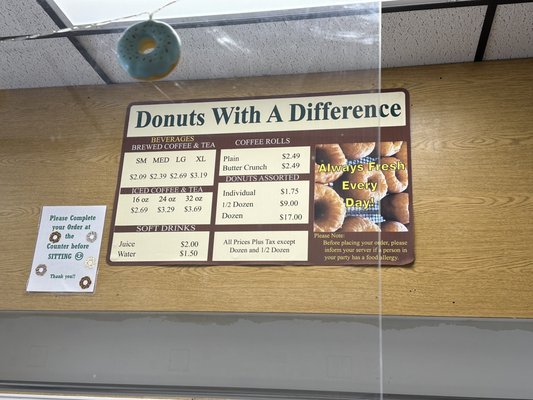 Donuts With A Difference
BEVERAGES
BREWED COFFEE & TEA
SM MED LG XL
$2.09 $2.39 $2.69 $3.19
ICED COFFEE & TEA
16 oz 24 oz 32 oz
$2.69 $3.29 $3.69
SOFT DRINKS
Juice $2.00
Water $1.50
COFFEE ROLLS
Plain $2.49
Butter Crunch $2.49
DONUTS ASSORTED
Individual $1.75
1/2 Dozen $9.00
Dozen $17.00
All Prices Plus Tax except
Dozen and 1/2 Dozen
Always Fresh
Every
Day!
Please Note:
Before placing your order, please
inform your server if a person in
your party has a food allergy.
Please Place
your Order at
the
Counter before
SITTING
Thank you!